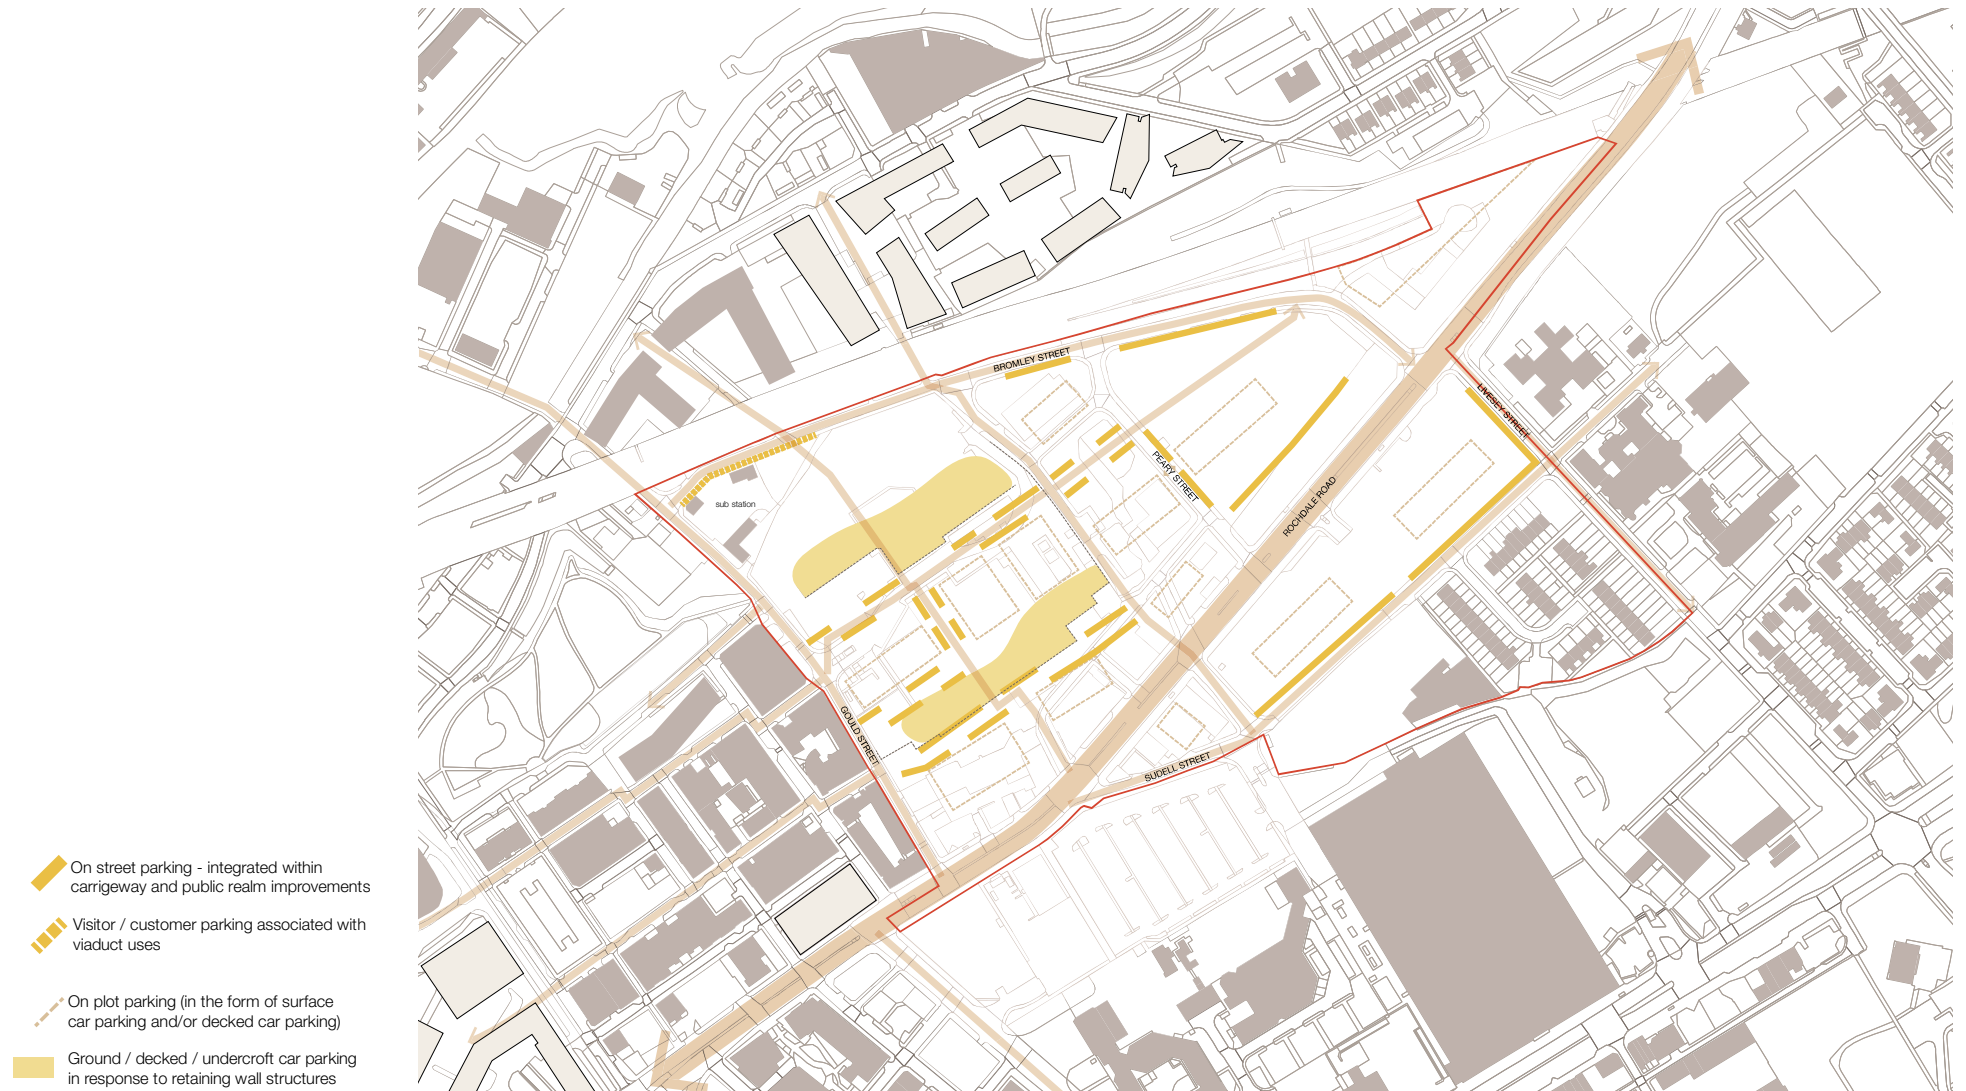 BROMLEY STREET
LIVESEY STREET
PEARY STREET
ROCHDALE ROAD
sub station
GOULD STREET
SUDELL STREET
On street parking - integrated within
carrigeway and public realm improvements
Visitor / customer parking associated with
viaduct uses
On plot parking (in the form of surface
car parking and/or decked car parking)
Ground / decked / undercroft car parking
in response to retaining wall structures